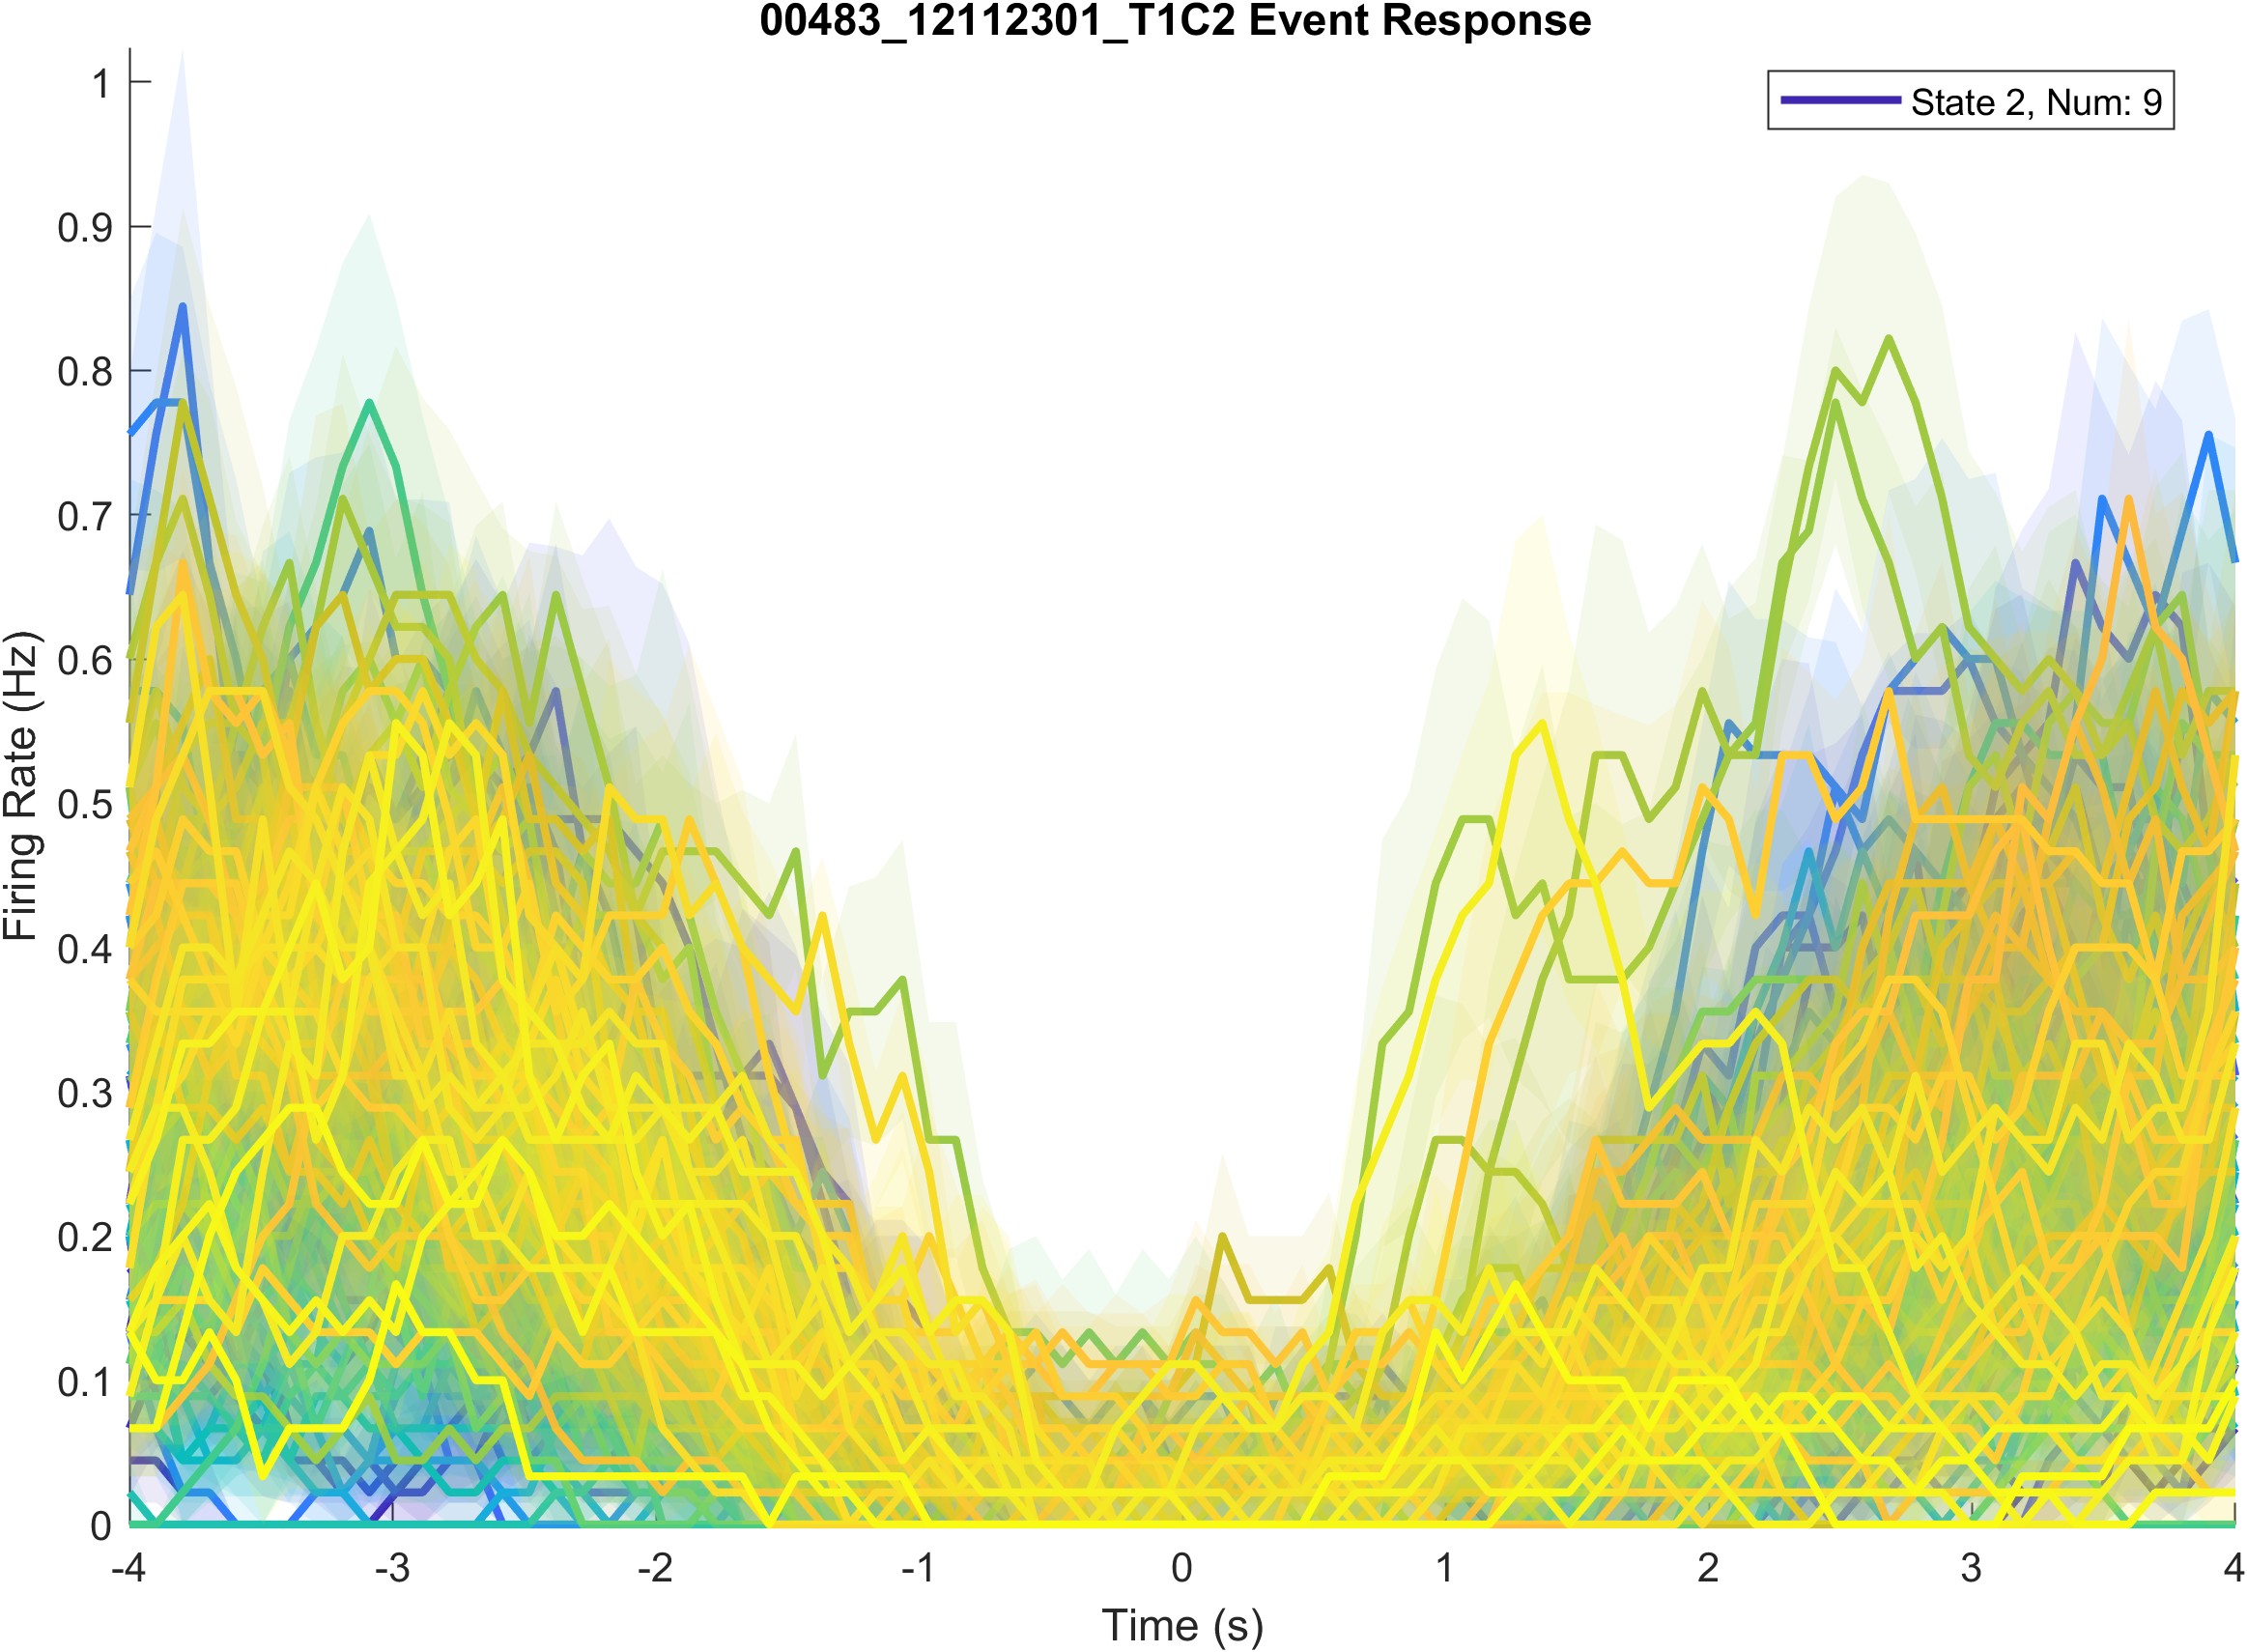 00483_12112301_T1C2 Event Response
State 2, Num: 9
Firing Rate (Hz)
1
0.9
0.8
0.7
0.6
0.5
0.4
0.3
0.2
0.1
0
-4 -3 -2 -1 0 1 2 3 4
Time (s)